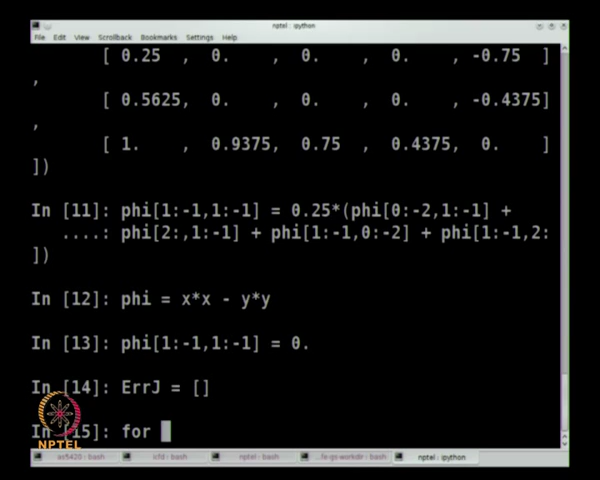 nptel : ipython
File Edit View Scrollback Bookmarks Settings Help
[ 0.25 , 0. , 0. , 0. , -0.75 ]
,
[ 0.5625, 0. , 0. , 0. , -0.4375]
,
[ 1. , 0.9375, 0.75 , 0.4375, 0. ]
])
In [11]: phi[1:-1,1:-1] = 0.25*(phi[0:-2,1:-1] +
....: phi[2:,1:-1] + phi[1:-1,0:-2] + phi[1:-1,2:
])
In [12]: phi = x*x - y*y
In [13]: phi[1:-1,1:-1] = 0.
In [14]: ErrJ = []
In [15]: for
NPTEL
as5420 : bash cfd : bash nptel : bash nptel : ipython